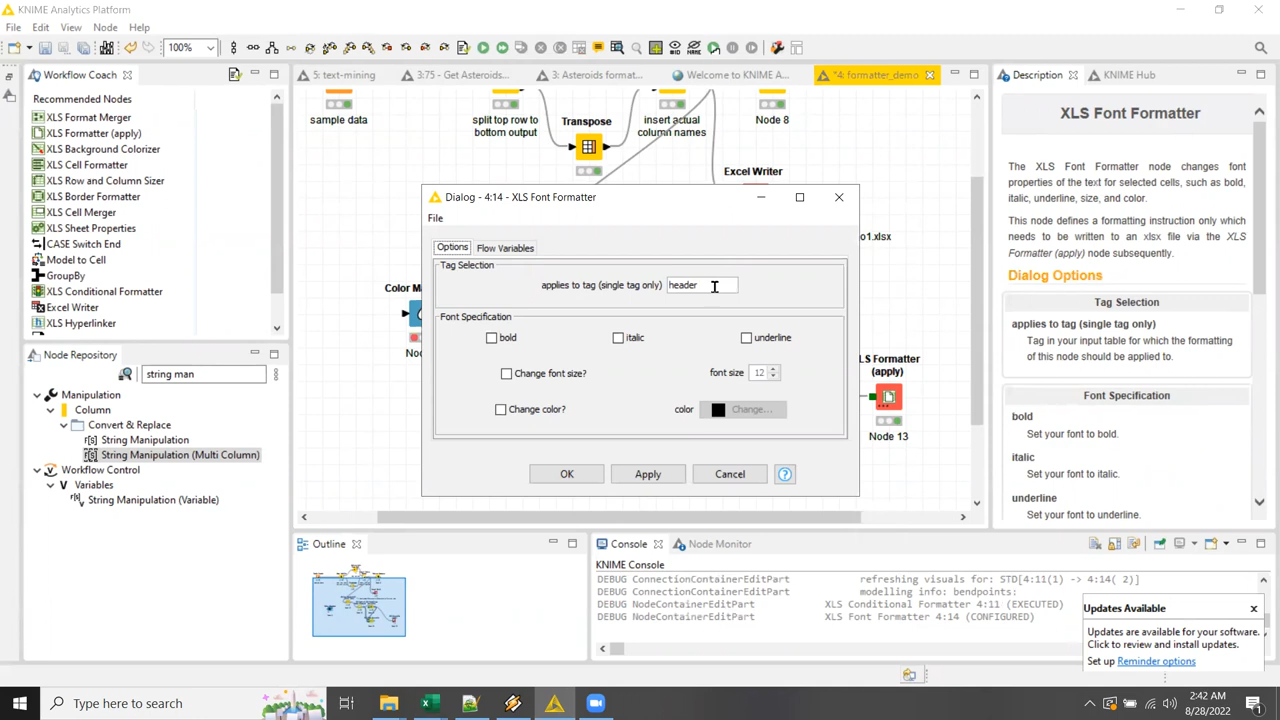 KNIME Analytics Platform
File Edit View Node Help
100%
Workflow Coach
Recommended Nodes
XLS Format Merger
XLS Formatter (apply)
XLS Background Colorizer
XLS Cell Formatter
XLS Row and Column Sizer
XLS Border Formatter
XLS Cell Merger
XLS Sheet Properties
CASE Switch End
Model to Cell
GroupBy
XLS Conditional Formatter
Excel Writer
XLS Hyperlinker
Node Repository
string man
Manipulation
Column
Convert & Replace
String Manipulation
String Manipulation (Multi Column)
Workflow Control
Variables
String Manipulation (Variable)
5: text-mining
3:75 - Get Asteroids...
3: Asteroids format...
Welcome to KNIME A...
*4: formatter_demo
sample data
split top row to
bottom output
Transpose
insert actual
column names
Node 8
Excel Writer
o1.xlsx
Color M
Noc
LS Formatter
(apply)
Node 13
Dialog - 4:14 - XLS Font Formatter
File
Options
Flow Variables
Tag Selection
applies to tag (single tag only)
header
Font Specification
bold
italic
underline
Change font size?
font size
12
Change color?
color
Change...
OK
Apply
Cancel
?
Description
KNIME Hub
XLS Font Formatter
The XLS Font Formatter node changes font
properties of the text for selected cells, such as bold,
italic, underline, size, and color.
This node defines a formatting instruction only which
needs to be written to an xlsx file via the XLS
Formatter (apply) node subsequently.
Dialog Options
Tag Selection
applies to tag (single tag only)
Tag in your input table for which the formatting
of this node should be applied to.
Font Specification
bold
Set your font to bold.
italic
Set your font to italic.
underline
Set your font to underline.
Outline
Console
Node Monitor
KNIME Console
DEBUG ConnectionContainerEditPart refreshing visuals for: STD[4:11(1) -> 4:14( 2)]
DEBUG ConnectionContainerEditPart modelling info: bendpoints:
DEBUG NodeContainerEditPart XLS Conditional Formatter 4:11 (EXECUTED)
DEBUG NodeContainerEditPart XLS Font Formatter 4:14 (CONFIGURED)
Updates Available
Updates are available for your software.
Click to review and install updates.
Set up Reminder options
Type here to search
2:42 AM
8/28/2022